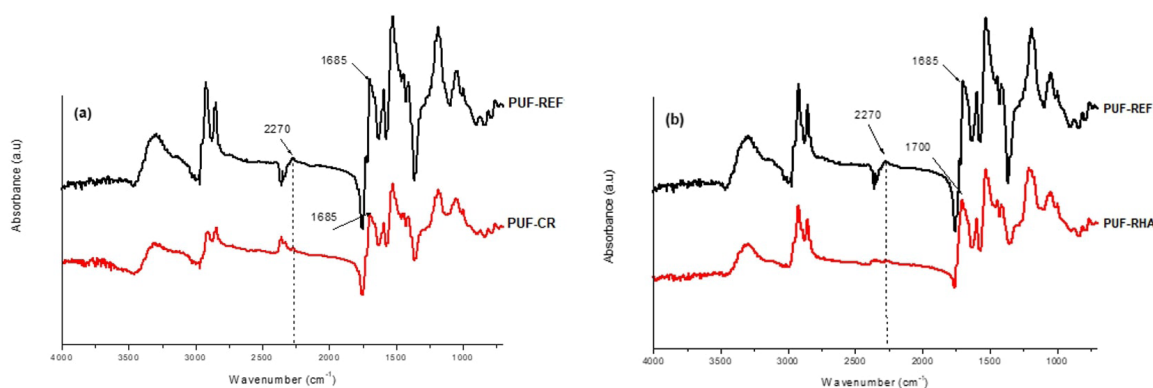 (a)
1685
PUF-REF
2270
1685
PUF-CR
Absorbance (a.u)
4000 3500 3000 2500 2000 1500 1000
Wavenumber (cm⁻¹)
(b)
1685
PUF-REF
2270
1700
PUF-RHA
Absorbance (a.u)
4000 3500 3000 2500 2000 1500 1000
Wavenumber (cm⁻¹)